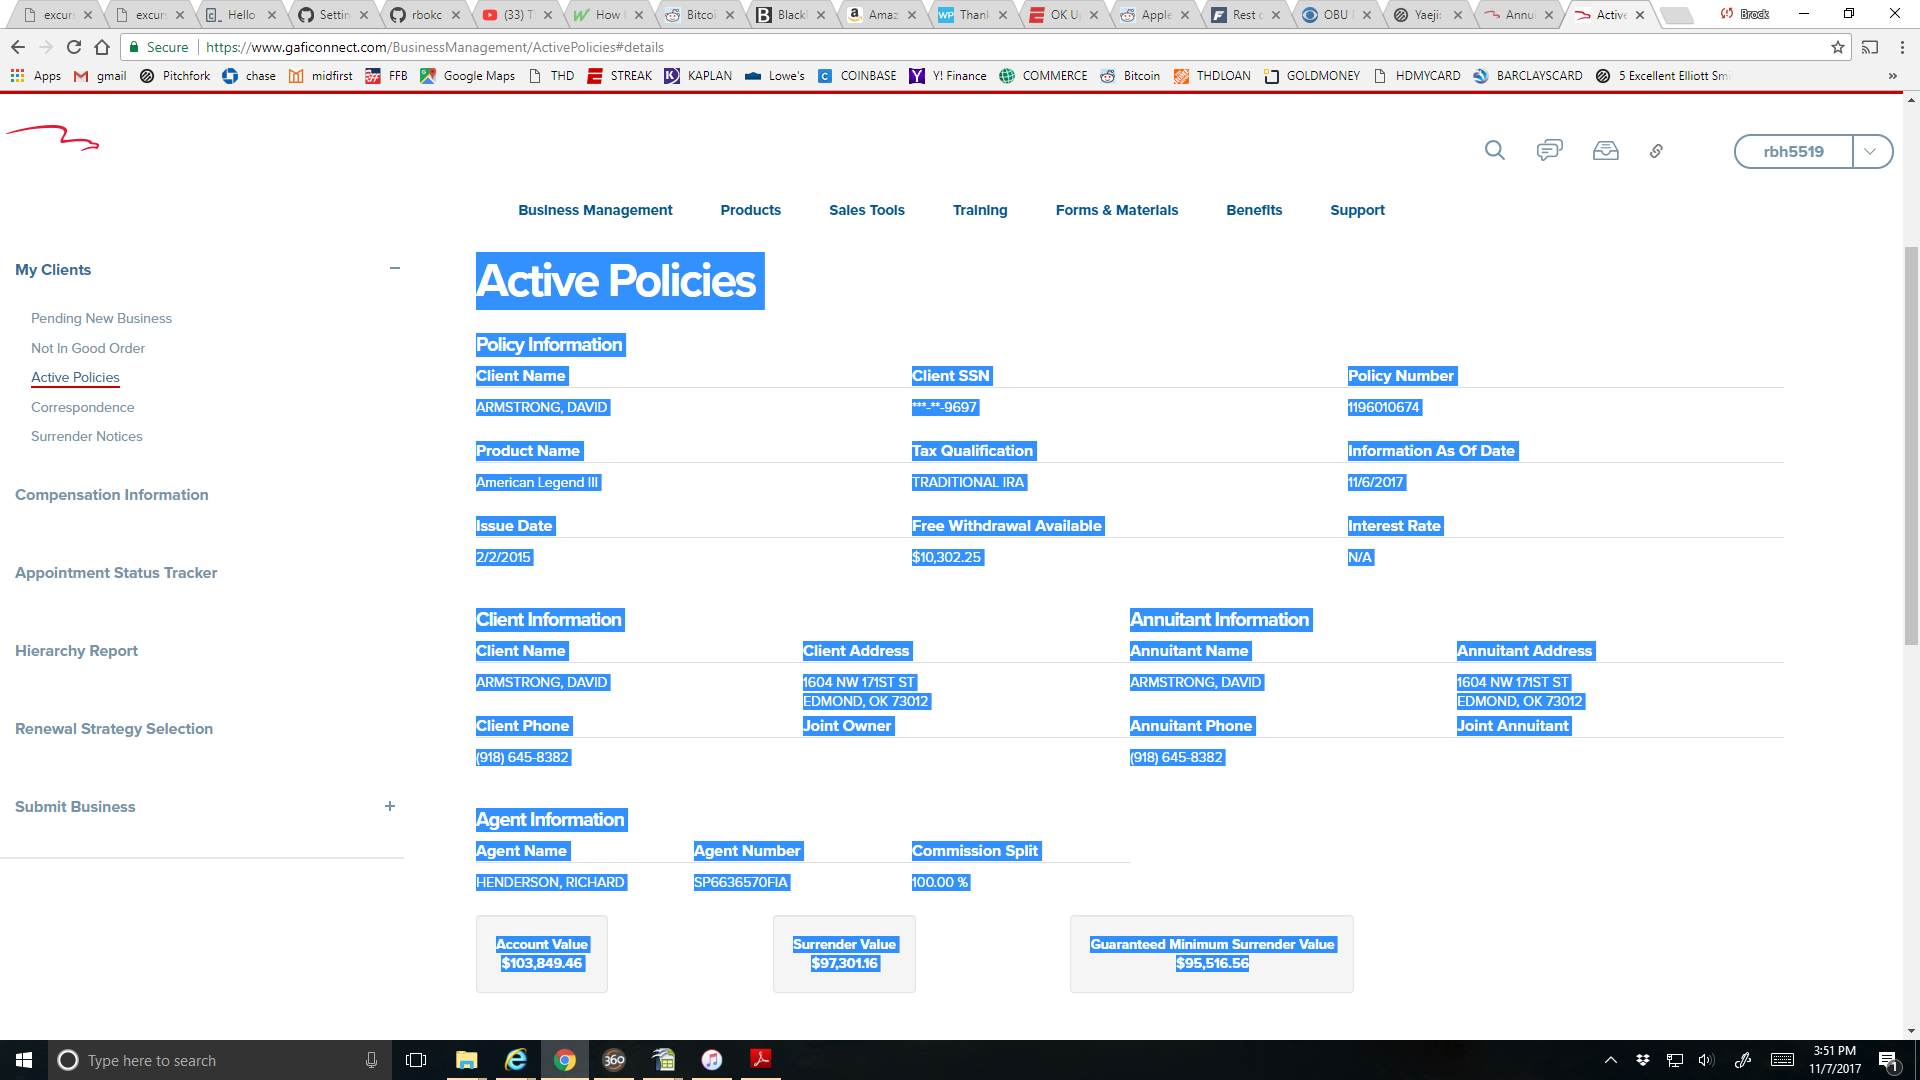 excur
excur
Hello
Settin
rbokc
(33) T
How I
Bitcoi
Black
Amaz
Thank
OK U
Apple
Rest c
OBU
Yaeji:
Annu
Active
Brock
Secure
https://www.gaficonnect.com/BusinessManagement/ActivePolicies#details
Apps
gmail
Pitchfork
chase
midfirst
FFB
Google Maps
THD
STREAK
KAPLAN
Lowe's
COINBASE
Y! Finance
COMMERCE
Bitcoin
THDLOAN
GOLDMONEY
HDMYCARD
BARCLAYSCARD
5 Excellent Elliott Smi
rbh5519
Business Management
Products
Sales Tools
Training
Forms & Materials
Benefits
Support
My Clients
Pending New Business
Not In Good Order
Active Policies
Correspondence
Surrender Notices
Compensation Information
Appointment Status Tracker
Hierarchy Report
Renewal Strategy Selection
Submit Business
Active Policies
Policy Information
Client Name Client SSN Policy Number
ARMSTRONG, DAVID ***-**-9697 1196010674
Product Name Tax Qualification Information As Of Date
American Legend III TRADITIONAL IRA 11/6/2017
Issue Date Free Withdrawal Available Interest Rate
2/2/2015 $10,302.25 N/A
Client Information Annuitant Information
Client Name Client Address Annuitant Name Annuitant Address
ARMSTRONG, DAVID 1604 NW 171ST ST ARMSTRONG, DAVID 1604 NW 171ST ST
EDMOND, OK 73012 EDMOND, OK 73012
Client Phone Joint Owner Annuitant Phone Joint Annuitant
(918) 645-8382 (918) 645-8382
Agent Information
Agent Name Agent Number Commission Split
HENDERSON, RICHARD SP6636570FIA 100.00 %
Account Value Surrender Value Guaranteed Minimum Surrender Value
$103,849.46 $97,301.16 $95,516.56
Type here to search
360
3:51 PM
11/7/2017
1